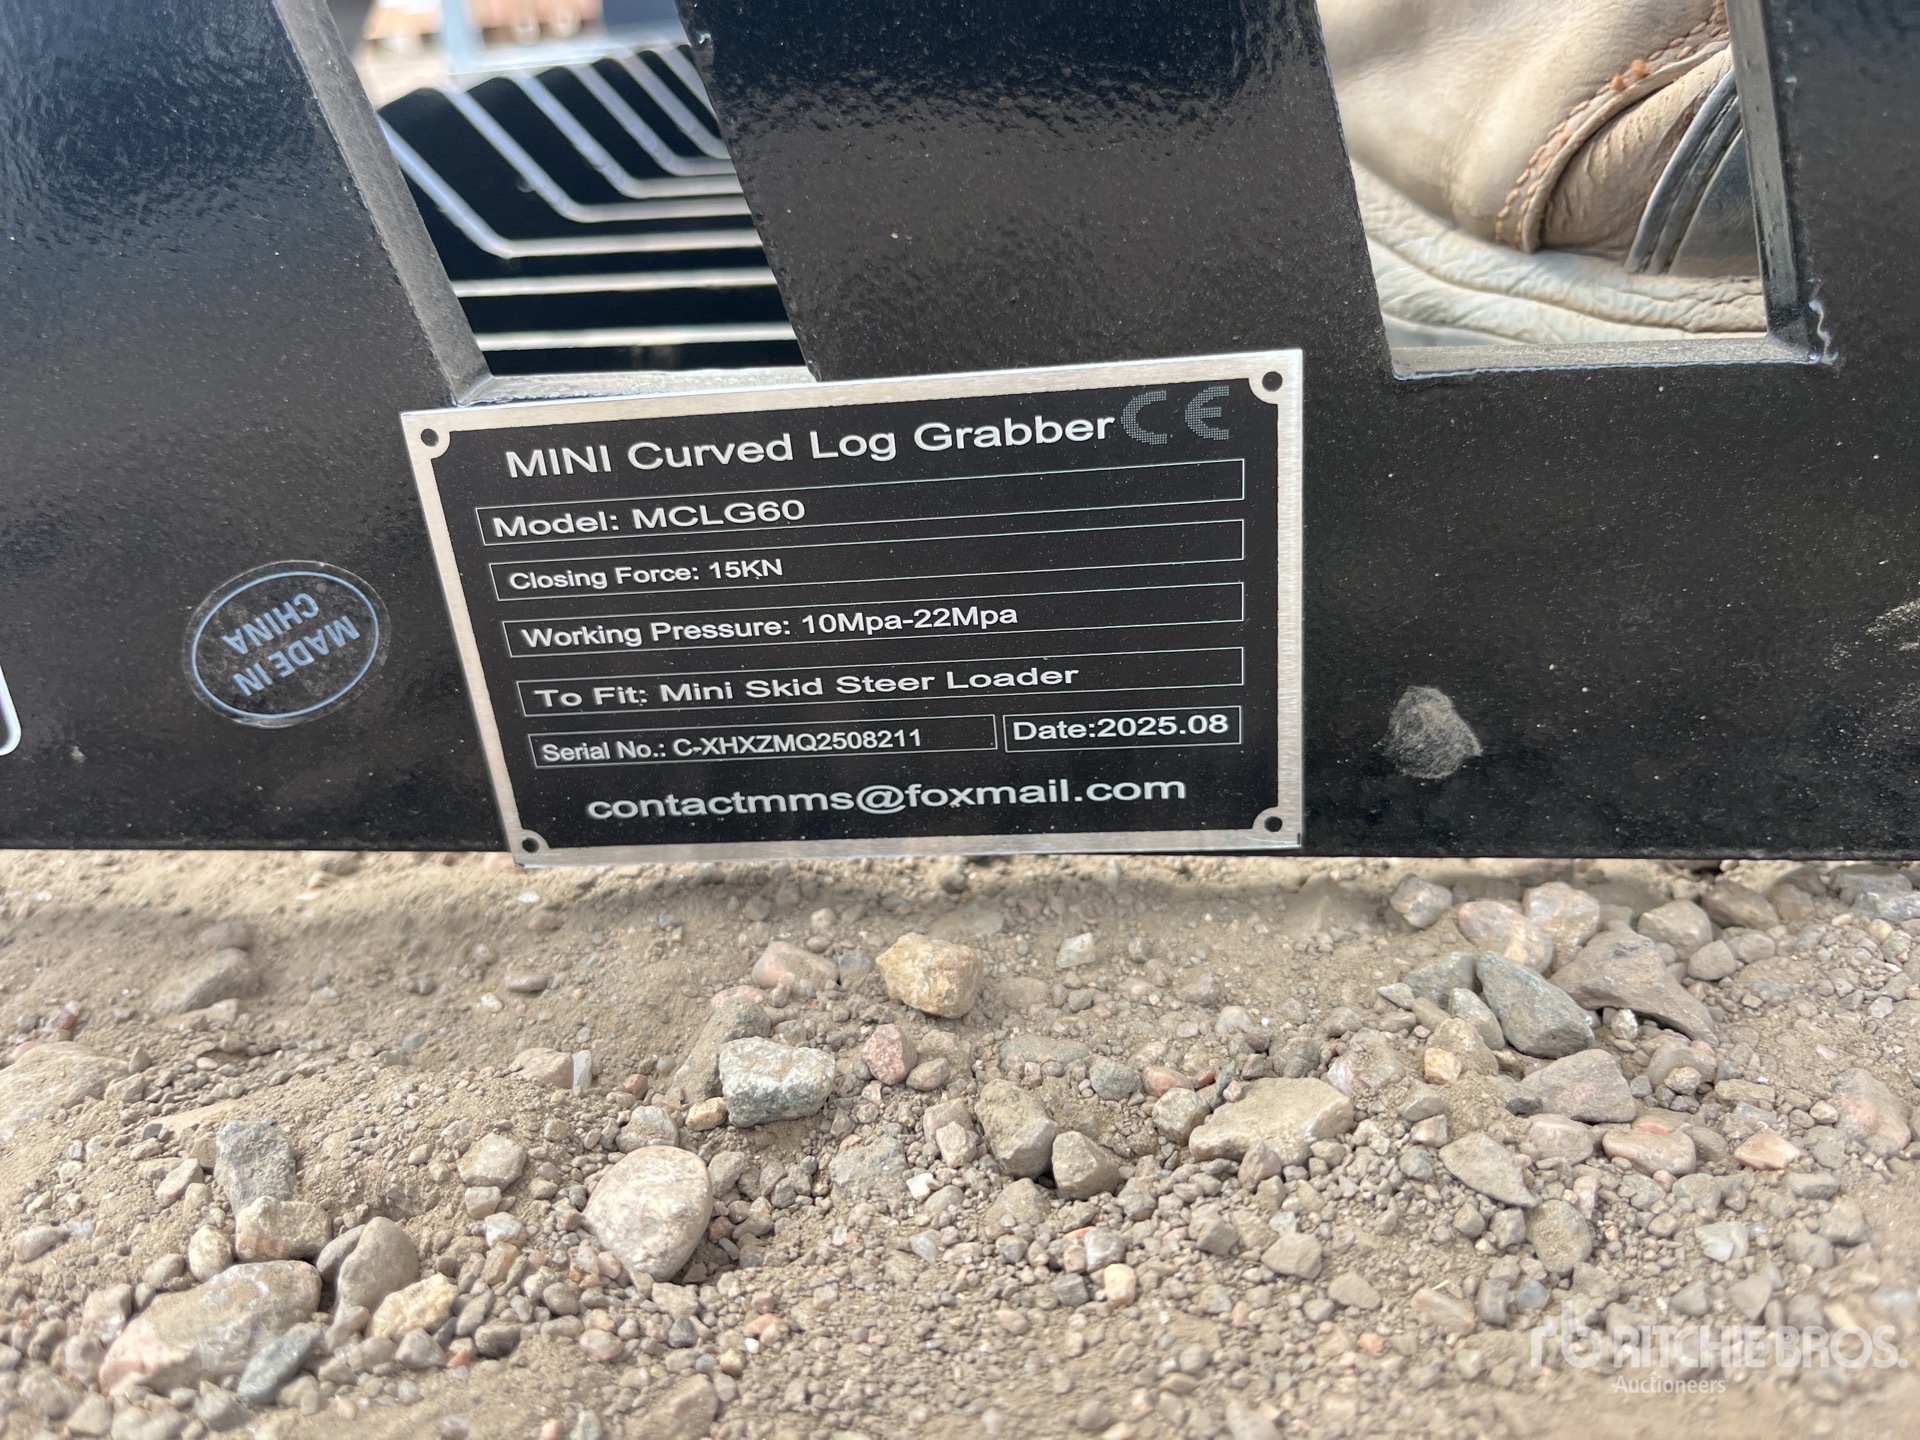 MINI Curved Log Grabber CE
Model: MCLG60
Closing Force: 15KN
Working Pressure: 10Mpa-22Mpa
To Fit: Mini Skid Steer Loader
Serial No.: C-XHXZMQ2508211 Date:2025.08
contactmms@foxmail.com
MADE IN
CHINA
rb RITCHIE BROS.
Auctioneers